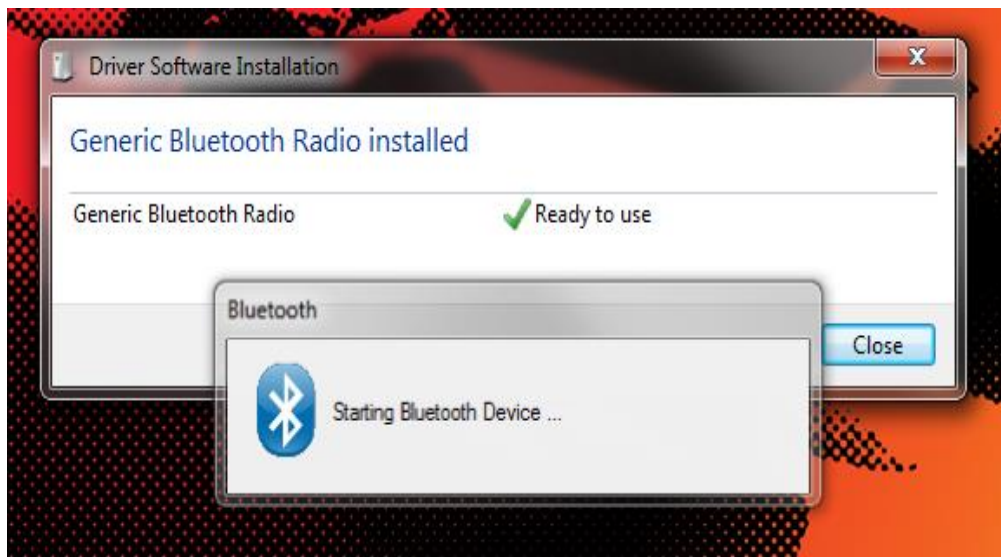 Driver Software Installation
Generic Bluetooth Radio installed
Generic Bluetooth Radio Ready to use
Close
Bluetooth
Starting Bluetooth Device ...